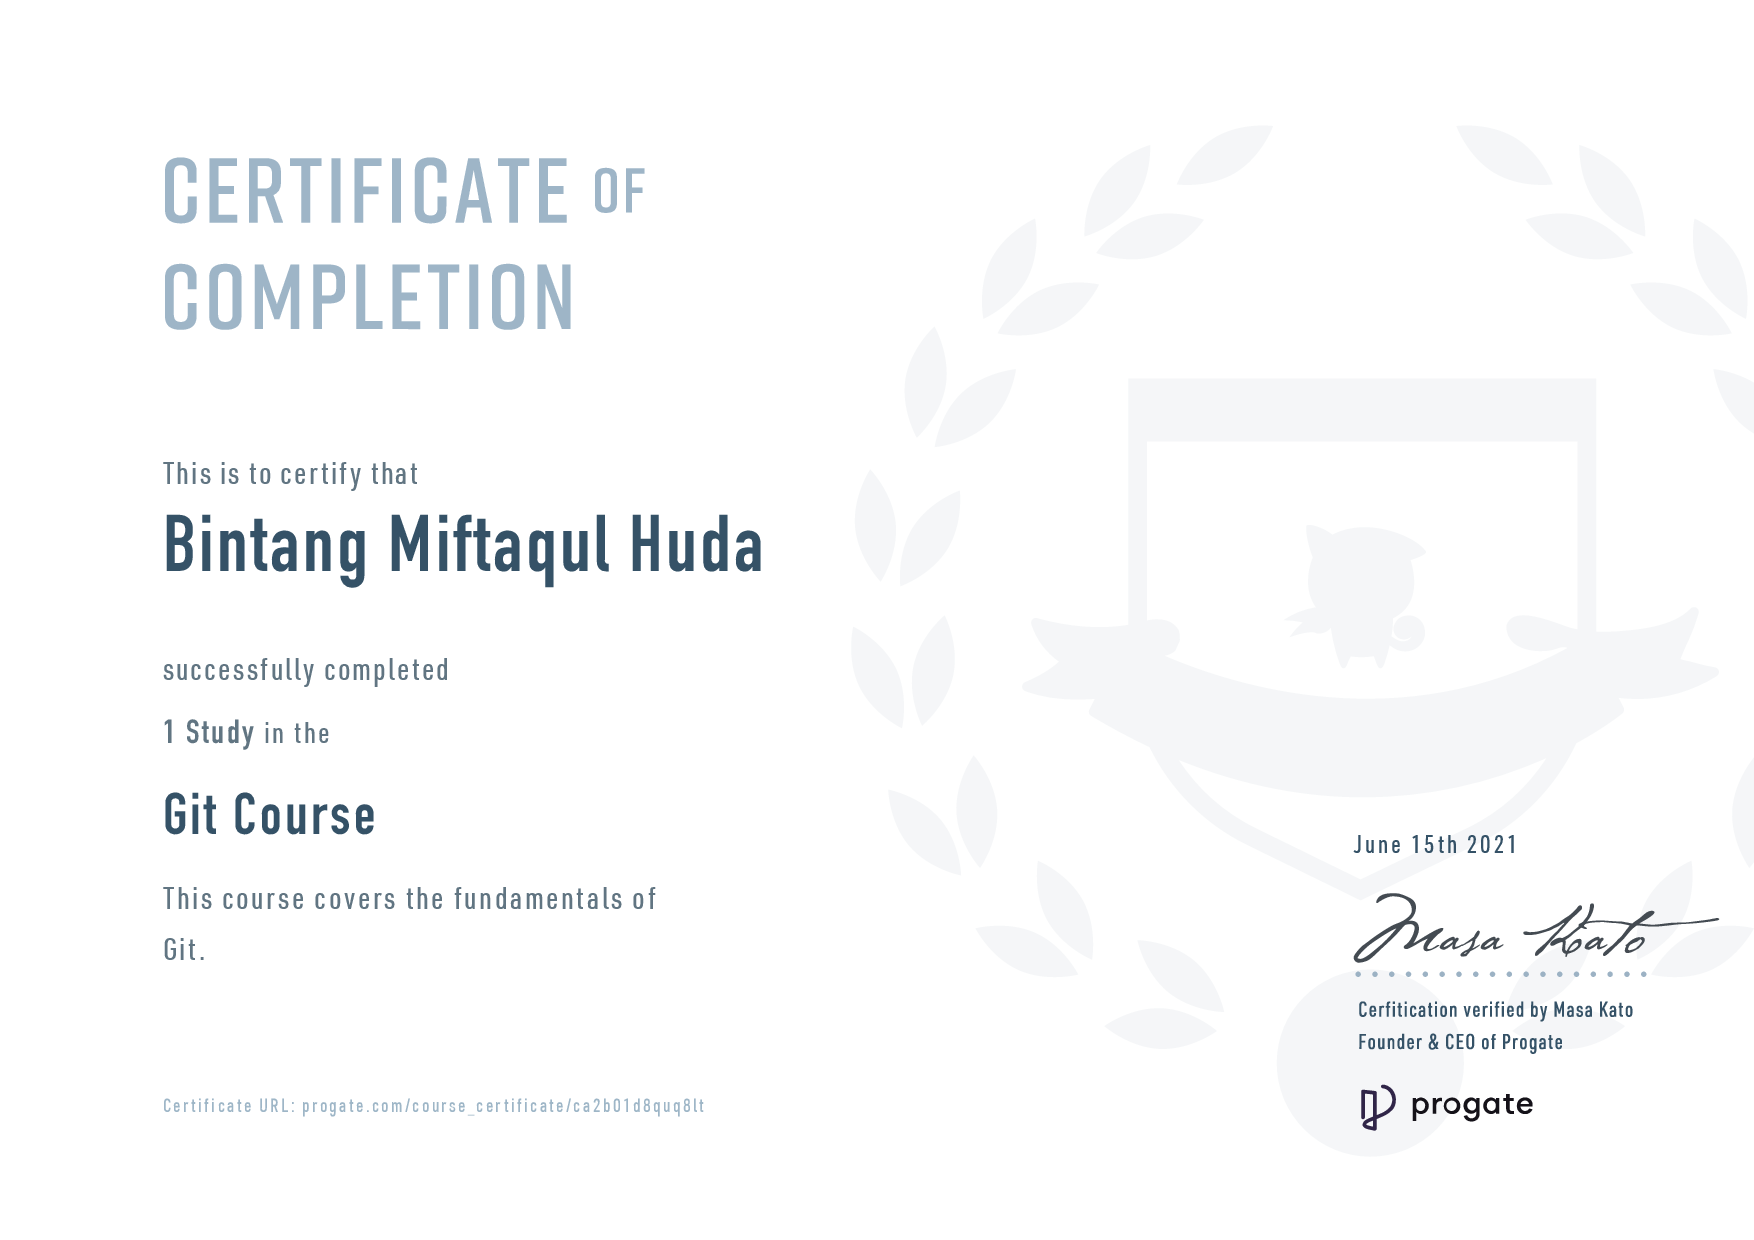 CERTIFICATE OF
COMPLETION
This is to certify that
Bintang Miftaqul Huda
successfully completed
1 Study in the
Git Course
This course covers the fundamentals of
Git.
June 15th 2021
Masa Kato
Cerfitication verified by Masa Kato
Founder & CEO of Progate
Certificate URL: progate.com/course_certificate/ca2b01d8quq8lt
progate